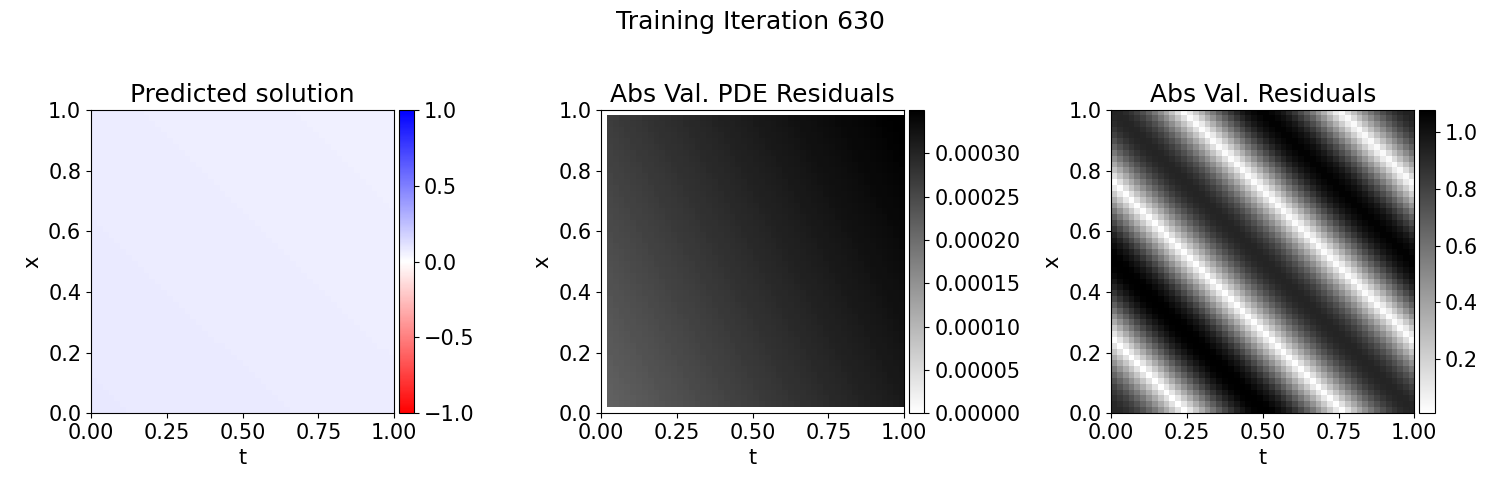 Training Iteration 630
Predicted solution
1.0
0.8
0.6
0.4
0.2
0.0
x
0.00 0.25 0.50 0.75 1.00
t
1.0
0.5
0.0
−0.5
−1.0
Abs Val. PDE Residuals
1.0
0.8
0.6
0.4
0.2
0.0
x
0.00 0.25 0.50 0.75 1.00
t
0.00030
0.00025
0.00020
0.00015
0.00010
0.00005
0.00000
Abs Val. Residuals
1.0
0.8
0.6
0.4
0.2
0.0
x
0.00 0.25 0.50 0.75 1.00
t
1.0
0.8
0.6
0.4
0.2